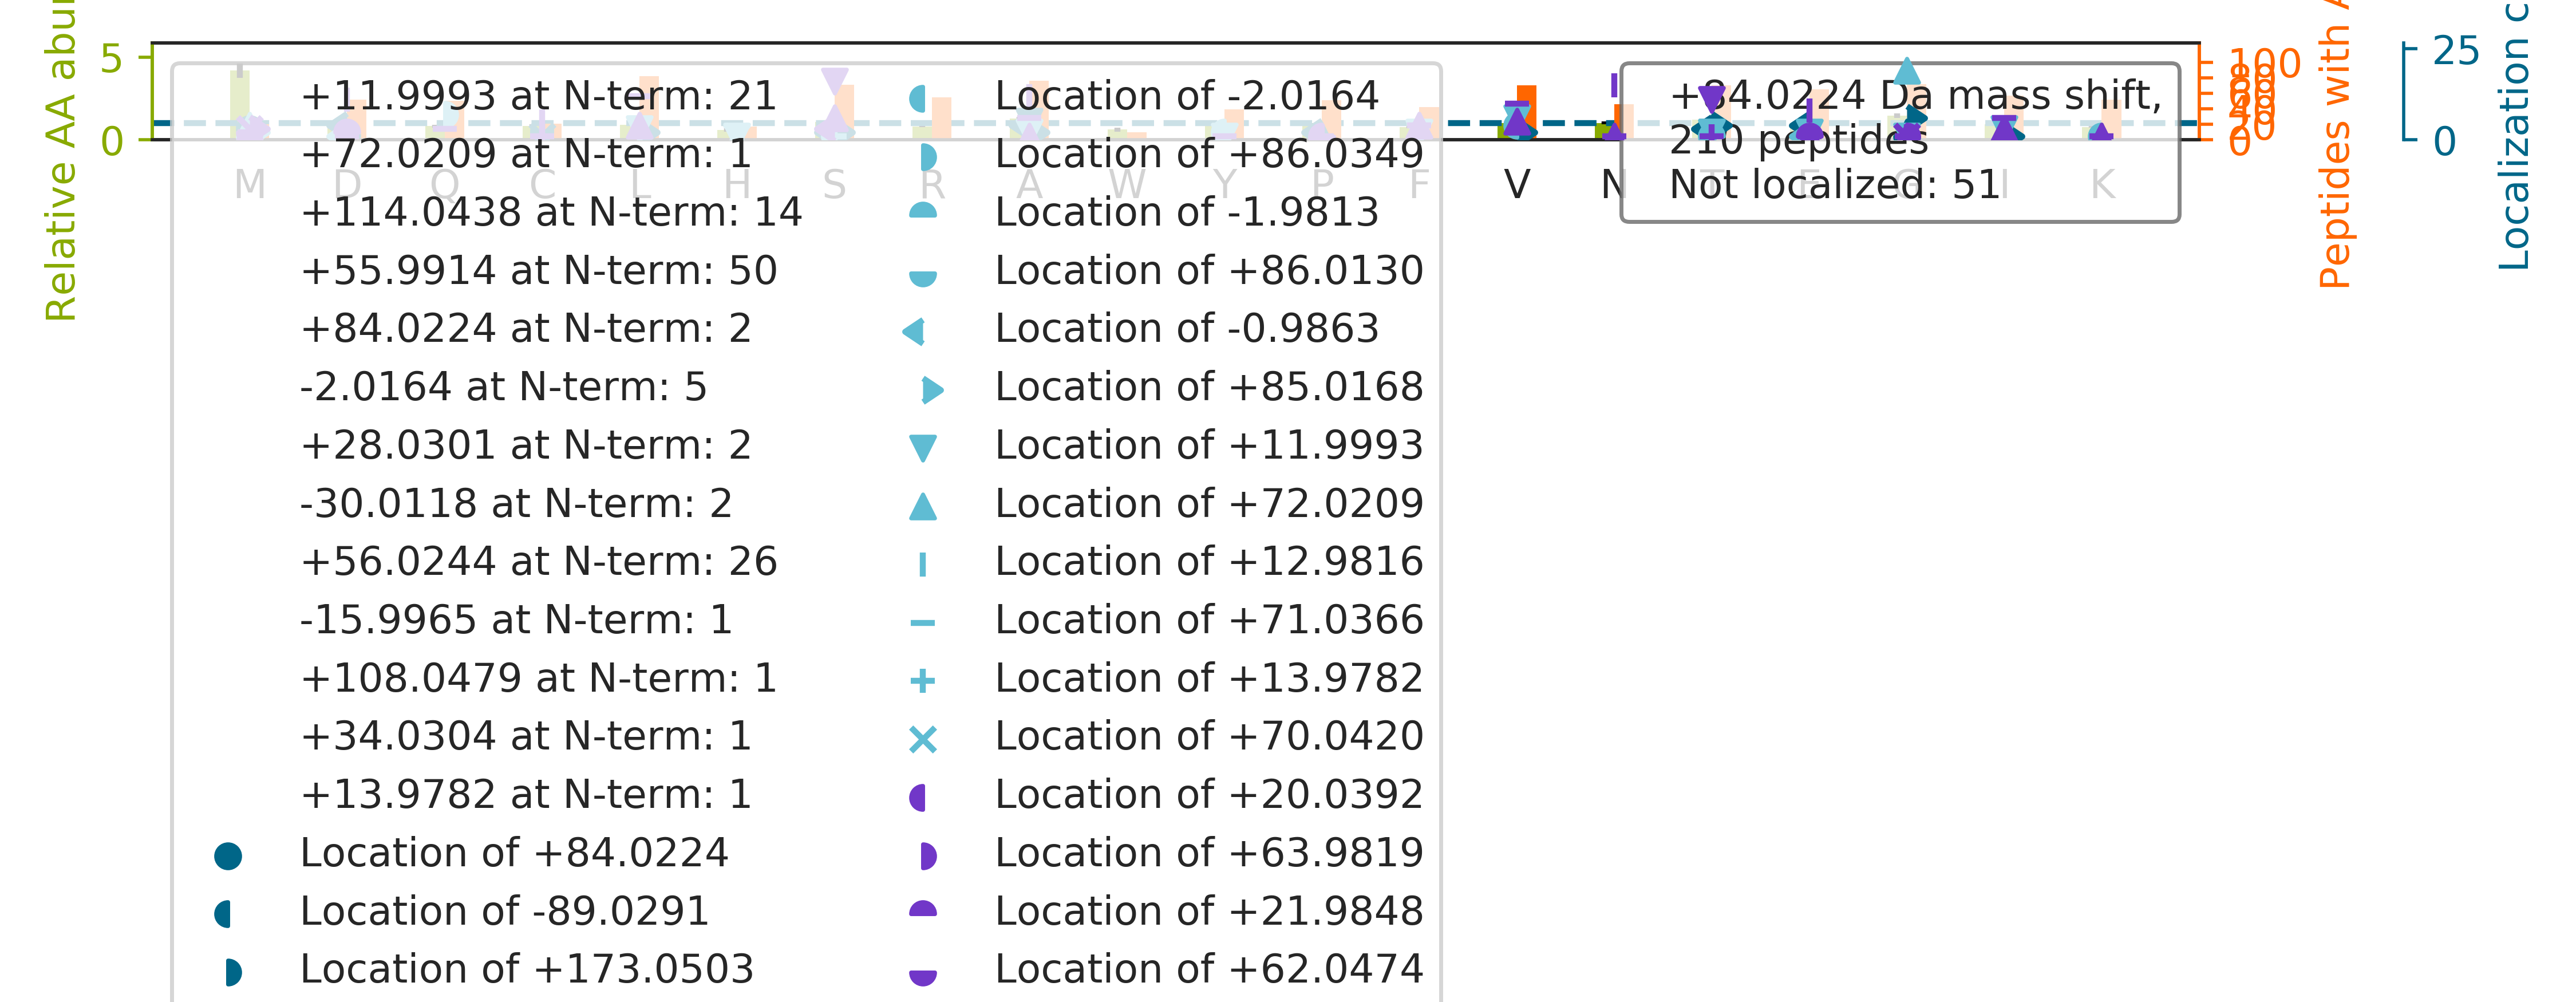 Relative AA abu
5
0
M D Q C L H S R A W Y P F V N T E G I K
+11.9993 at N-term: 21
+72.0209 at N-term: 1
+114.0438 at N-term: 14
+55.9914 at N-term: 50
+84.0224 at N-term: 2
-2.0164 at N-term: 5
+28.0301 at N-term: 2
-30.0118 at N-term: 2
+56.0244 at N-term: 26
-15.9965 at N-term: 1
+108.0479 at N-term: 1
+34.0304 at N-term: 1
+13.9782 at N-term: 1
Location of +84.0224
Location of -89.0291
Location of +173.0503
Location of -2.0164
Location of +86.0349
Location of -1.9813
Location of +86.0130
Location of -0.9863
Location of +85.0168
Location of +11.9993
Location of +72.0209
Location of +12.9816
Location of +71.0366
Location of +13.9782
Location of +70.0420
Location of +20.0392
Location of +63.9819
Location of +21.9848
Location of +62.0474
+84.0224 Da mass shift,
210 peptides
Not localized: 51
100
80
60
40
20
0
Peptides with A
25
0
Localization c